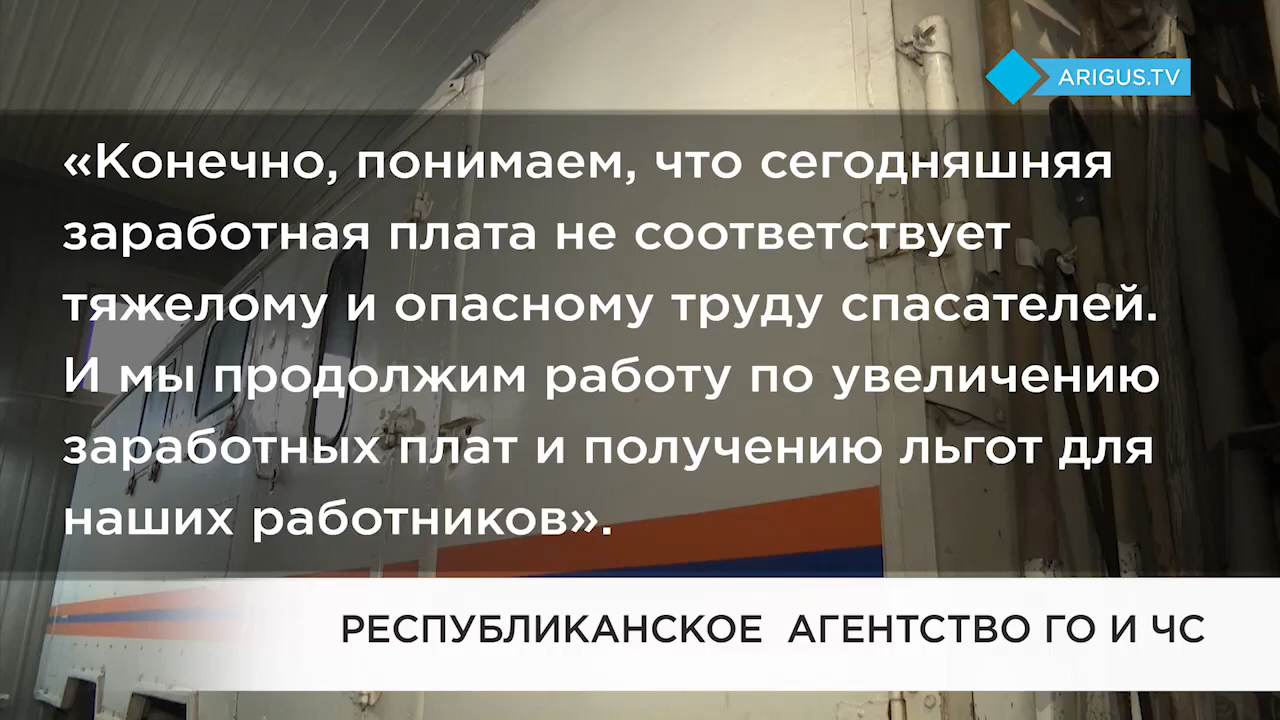 ARIGUS.TV
«Конечно, понимаем, что сегодняшняя
заработная плата не соответствует
тяжелому и опасному труду спасателей.
И мы продолжим работу по увеличению
заработных плат и получению льгот для
наших работников».
РЕСПУБЛИКАНСКОЕ АГЕНТСТВО ГО И ЧС